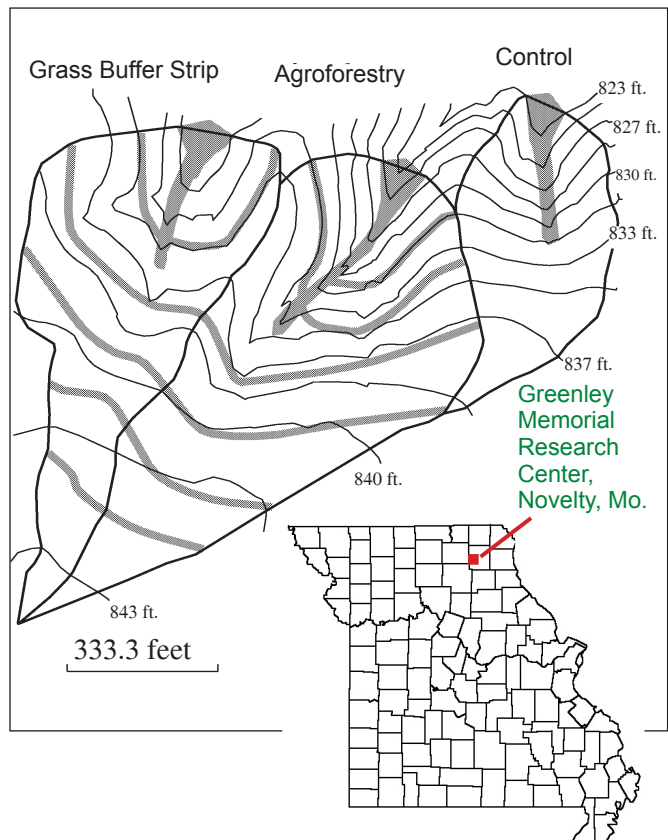 Grass Buffer Strip
Agroforestry
Control
823 ft.
827 ft.
830 ft.
833 ft.
837 ft.
Greenley
Memorial
Research
Center,
Novelty, Mo.
840 ft.
843 ft.
333.3 feet